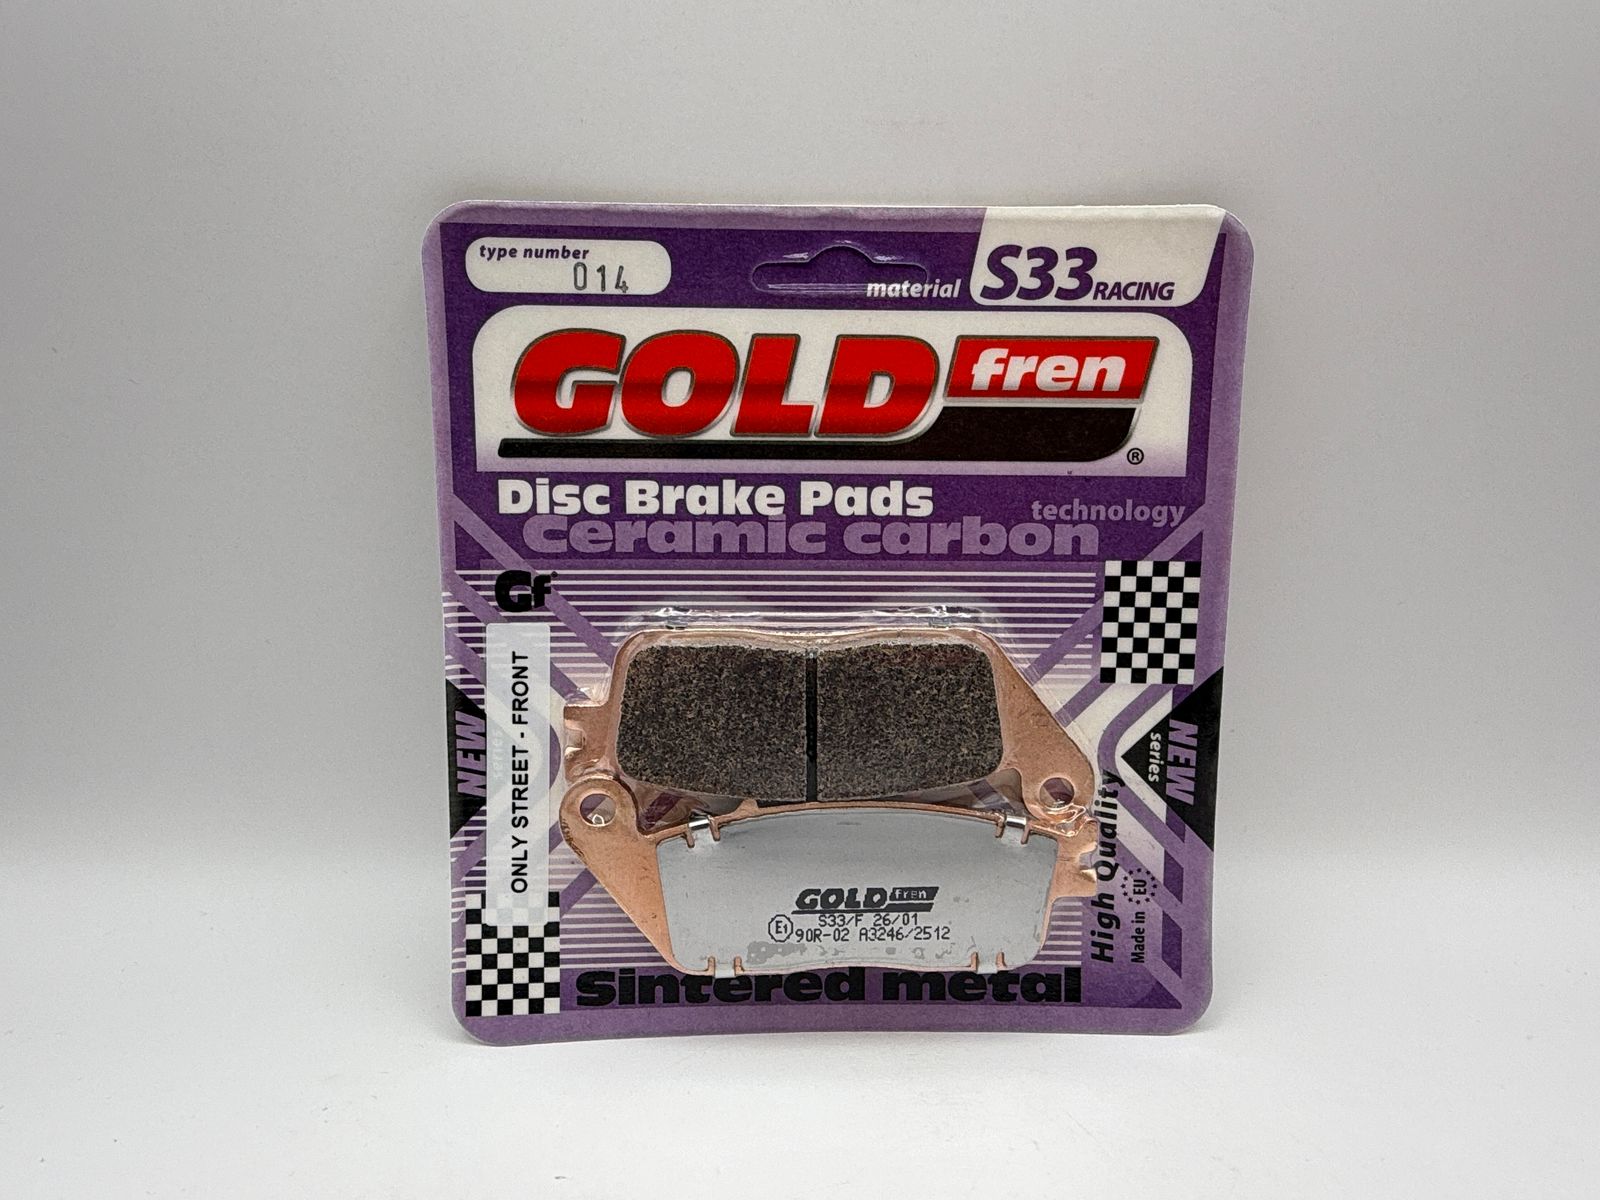 type number
014
material S33 RACING
GOLD fren
®
Disc Brake Pads
technology
ceramic carbon
Gf
ONLY STREET - FRONT
NEW
series
NEW
series
High Quality
Made in EU
GOLD fren
S33/F 26/01
E1 90R-02 A3246/2512
Sintered metal